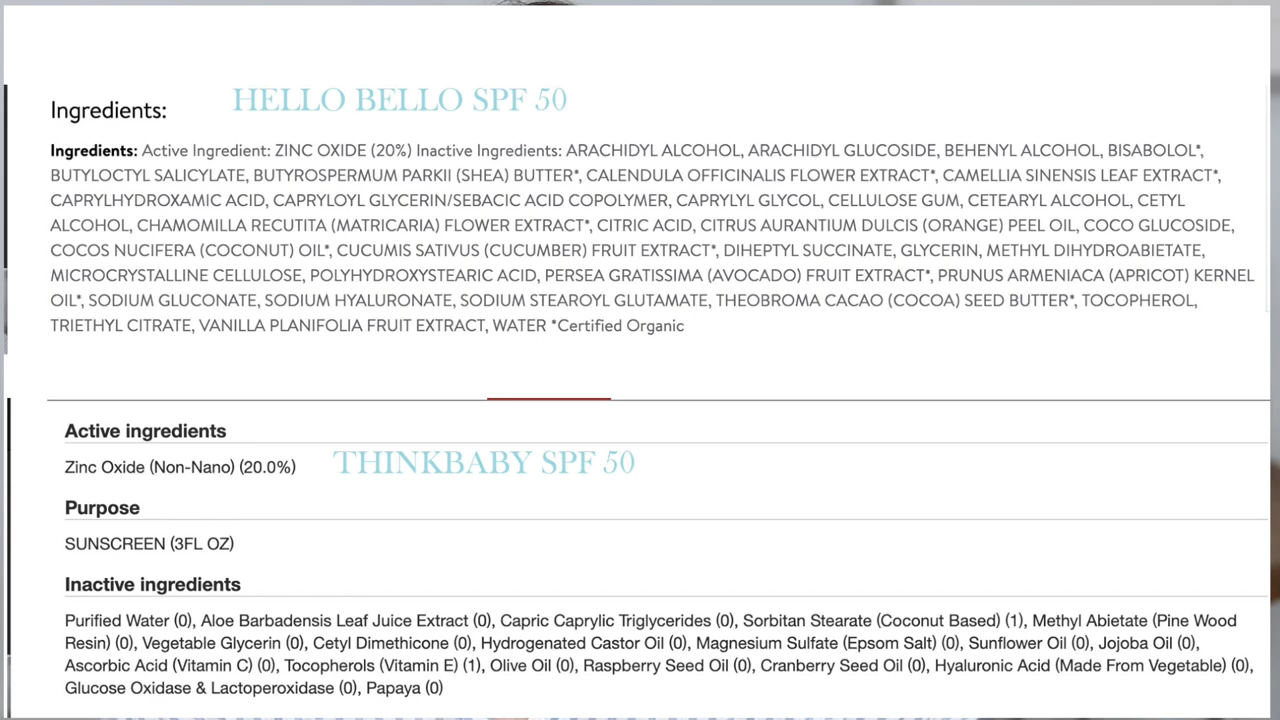 HELLO BELLO SPF 50
Ingredients:
Ingredients: Active Ingredient: ZINC OXIDE (20%) Inactive Ingredients: ARACHIDYL ALCOHOL, ARACHIDYL GLUCOSIDE, BEHENYL ALCOHOL, BISABOLOL*,
BUTYLOCTYL SALICYLATE, BUTYROSPERMUM PARKII (SHEA) BUTTER*, CALENDULA OFFICINALIS FLOWER EXTRACT*, CAMELLIA SINENSIS LEAF EXTRACT*,
CAPRYLHYDROXAMIC ACID, CAPRYLOYL GLYCERIN/SEBACIC ACID COPOLYMER, CAPRYLYL GLYCOL, CELLULOSE GUM, CETEARYL ALCOHOL, CETYL
ALCOHOL, CHAMOMILLA RECUTITA (MATRICARIA) FLOWER EXTRACT*, CITRIC ACID, CITRUS AURANTIUM DULCIS (ORANGE) PEEL OIL, COCO GLUCOSIDE,
COCOS NUCIFERA (COCONUT) OIL*, CUCUMIS SATIVUS (CUCUMBER) FRUIT EXTRACT*, DIHEPTYL SUCCINATE, GLYCERIN, METHYL DIHYDROABIETATE,
MICROCRYSTALLINE CELLULOSE, POLYHYDROXYSTEARIC ACID, PERSEA GRATISSIMA (AVOCADO) FRUIT EXTRACT*, PRUNUS ARMENIACA (APRICOT) KERNEL
OIL*, SODIUM GLUCONATE, SODIUM HYALURONATE, SODIUM STEAROYL GLUTAMATE, THEOBROMA CACAO (COCOA) SEED BUTTER*, TOCOPHEROL,
TRIETHYL CITRATE, VANILLA PLANIFOLIA FRUIT EXTRACT, WATER *Certified Organic
Active ingredients
Zinc Oxide (Non-Nano) (20.0%)
THINKBABY SPF 50
Purpose
SUNSCREEN (3FL OZ)
Inactive ingredients
Purified Water (0), Aloe Barbadensis Leaf Juice Extract (0), Capric Caprylic Triglycerides (0), Sorbitan Stearate (Coconut Based) (1), Methyl Abietate (Pine Wood
Resin) (0), Vegetable Glycerin (0), Cetyl Dimethicone (0), Hydrogenated Castor Oil (0), Magnesium Sulfate (Epsom Salt) (0), Sunflower Oil (0), Jojoba Oil (0),
Ascorbic Acid (Vitamin C) (0), Tocopherols (Vitamin E) (1), Olive Oil (0), Raspberry Seed Oil (0), Cranberry Seed Oil (0), Hyaluronic Acid (Made From Vegetable) (0),
Glucose Oxidase & Lactoperoxidase (0), Papaya (0)